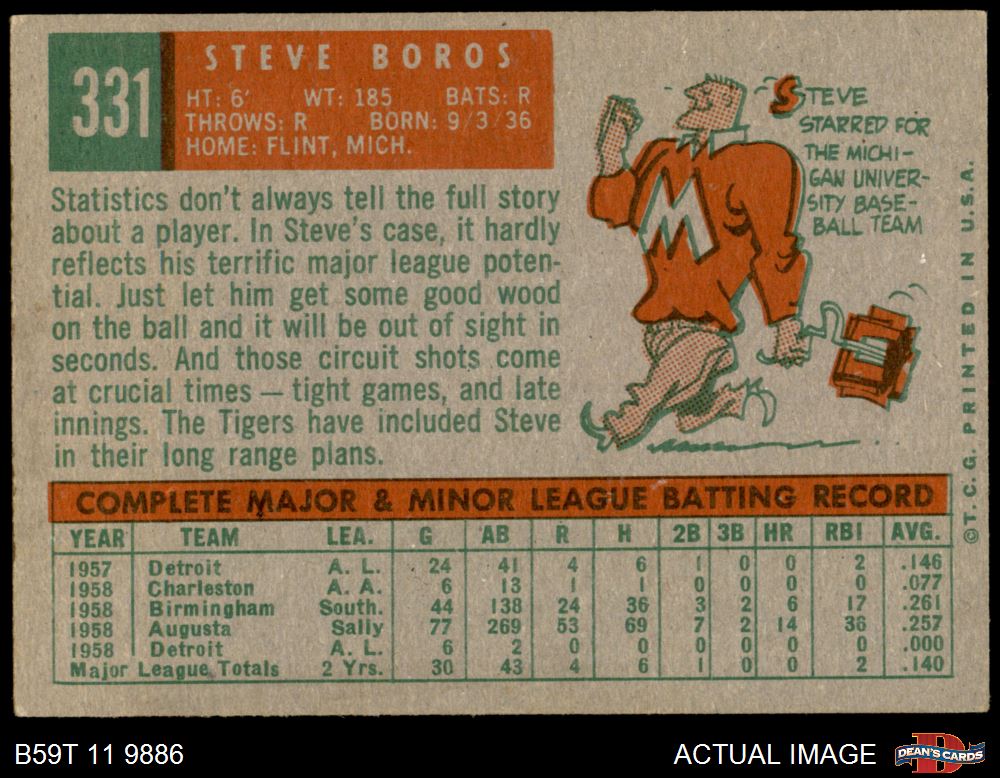 331
STEVE BOROS
HT: 6' WT: 185 BATS: R
THROWS: R BORN: 9/3/36
HOME: FLINT, MICH.
STEVE
STARRED FOR
THE MICHI-
GAN UNIVER-
SITY BASE-
BALL TEAM
M
Statistics don't always tell the full story
about a player. In Steve's case, it hardly
reflects his terrific major league poten-
tial. Just let him get some good wood
on the ball and it will be out of sight in
seconds. And those circuit shots come
at crucial times — tight games, and late
innings. The Tigers have included Steve
in their long range plans.
©T.C.G. PRINTED IN U.S.A.
COMPLETE MAJOR & MINOR LEAGUE BATTING RECORD
YEAR TEAM LEA. G AB R H 2B 3B HR RBI AVG.
1957 Detroit A. L. 24 41 4 6 1 0 0 2 .146
1958 Charleston A. A. 6 13 1 1 0 0 0 0 .077
1958 Birmingham South. 44 138 24 36 3 2 6 17 .261
1958 Augusta Sally 77 269 53 69 7 2 14 36 .257
1958 Detroit A. L. 6 2 0 0 0 0 0 0 .000
Major League Totals 2 Yrs. 30 43 4 6 1 0 0 2 .140
B59T 11 9886
ACTUAL IMAGE
D
DEAN'S CARDS